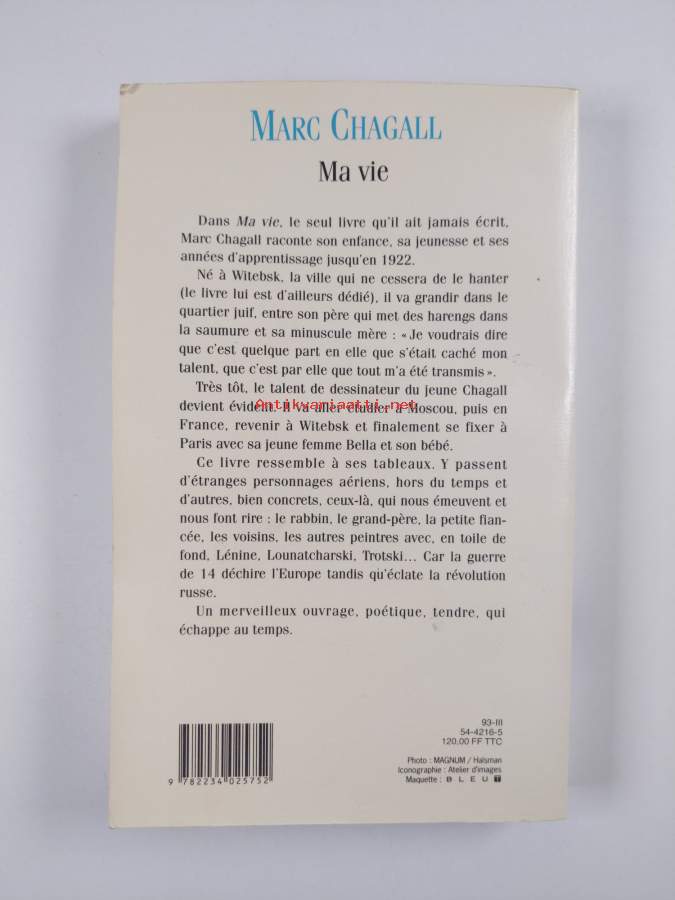 MARC CHAGALL
Ma vie
Dans Ma vie, le seul livre qu'il ait jamais écrit,
Marc Chagall raconte son enfance, sa jeunesse et ses
années d'apprentissage jusqu'en 1922.
Né à Witebsk, la ville qui ne cessera de le hanter
(le livre lui est d'ailleurs dédié), il va grandir dans le
quartier juif, entre son père qui met des harengs dans
la saumure et sa minuscule mère : « Je voudrais dire
que c'est quelque part en elle que s'était caché mon
talent, que c'est par elle que tout m'a été transmis ».
Très tôt, le talent de dessinateur du jeune Chagall
devient évident. Il va aller étudier à Moscou, puis en
Antikvariaatti.net
France, revenir à Witebsk et finalement se fixer à
Paris avec sa jeune femme Bella et son bébé.
Ce livre ressemble à ses tableaux. Y passent
d'étranges personnages aériens, hors du temps et
d'autres, bien concrets, ceux-là, qui nous émeuvent et
nous font rire : le rabbin, le grand-père, la petite fian-
cée, les voisins, les autres peintres avec, en toile de
fond, Lénine, Lounatcharski, Trotski... Car la guerre
de 14 déchire l'Europe tandis qu'éclate la révolution
russe.
Un merveilleux ouvrage, poétique, tendre, qui
échappe au temps.
93-III
54-4216-5
120,00 FF TTC
Photo : MAGNUM / Halsman
Iconographie : Atelier d'images
Maquette : BLEU T
9 782234 025752